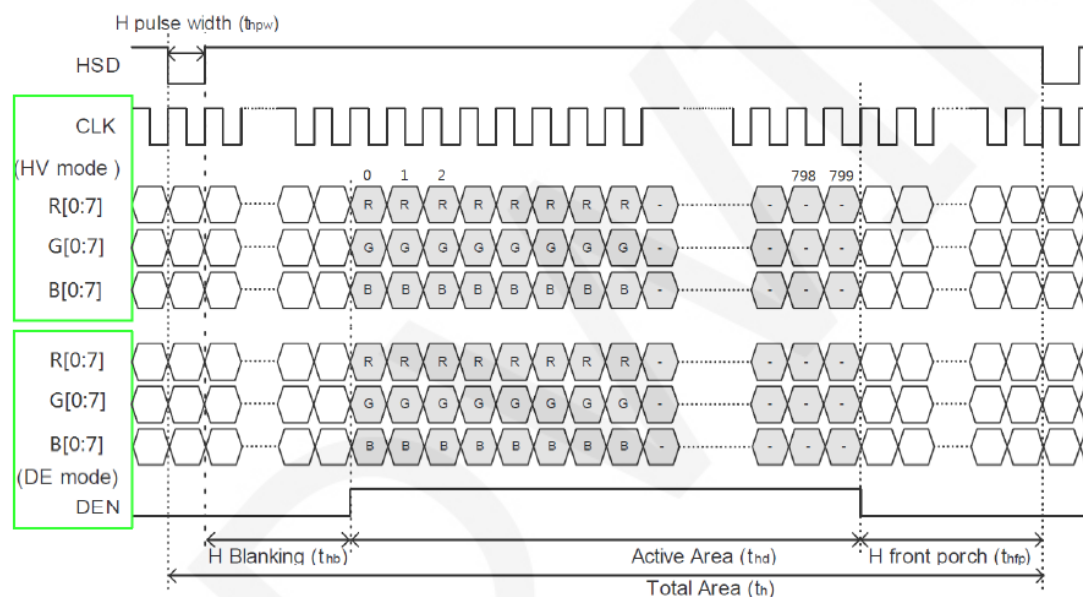 H pulse width (thpw)
HSD
CLK
(HV mode )
0 1 2 798 799
R[0:7] R R R R R R R R - - - -
G[0:7] G G G G G G G G - - - -
B[0:7] B B B B B B B B - - - -
R[0:7] R R R R R R R R - - - -
G[0:7] G G G G G G G G - - - -
B[0:7] B B B B B B B B - - - -
(DE mode)
DEN
H Blanking (thb) Active Area (thd) H front porch (thfp)
Total Area (th)